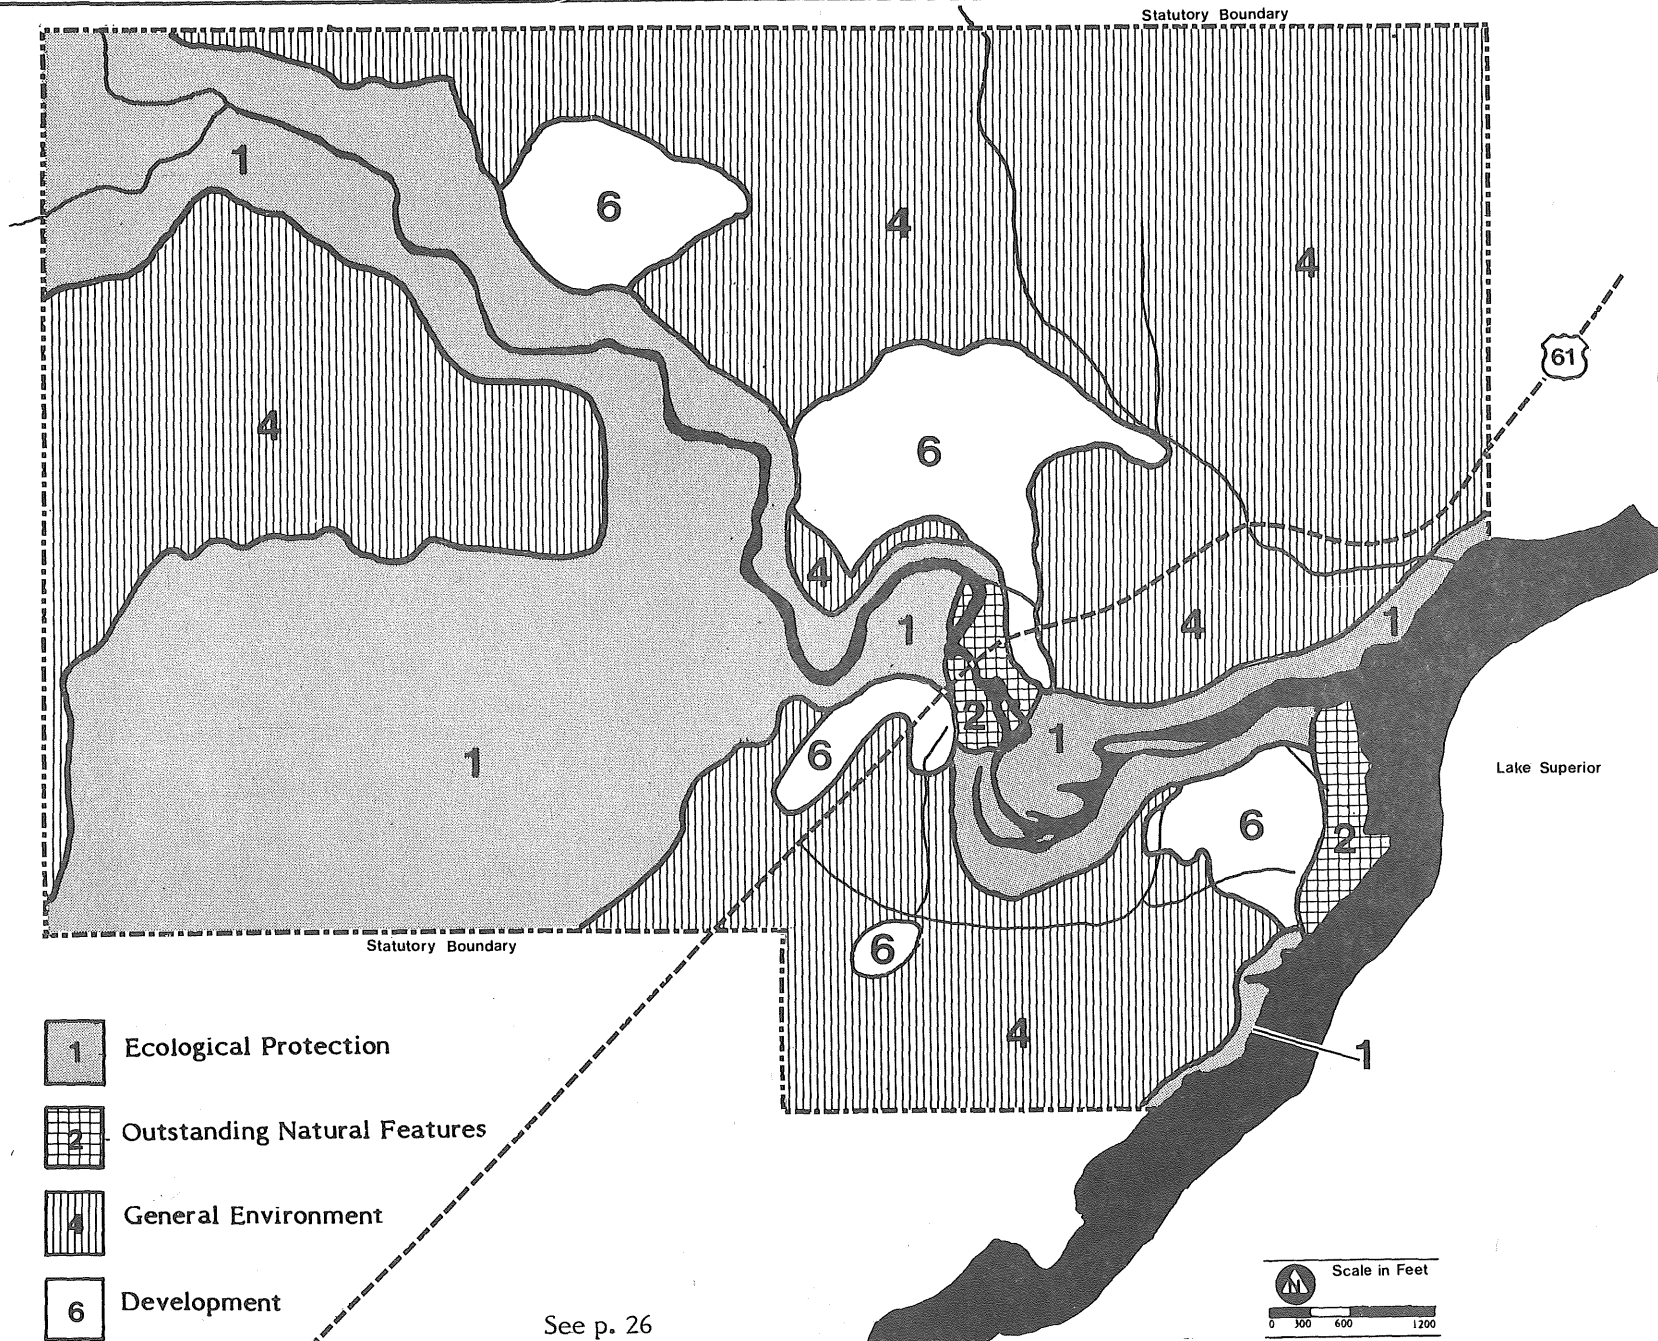 Statutory Boundary
1
6
4
4
61
4
6
4
1
4
1
2
1
6
1
Lake Superior
6
2
6
Statutory Boundary
4
1
1 Ecological Protection
2 Outstanding Natural Features
4 General Environment
6 Development
See p. 26
N
Scale in Feet
0 300 600 1200